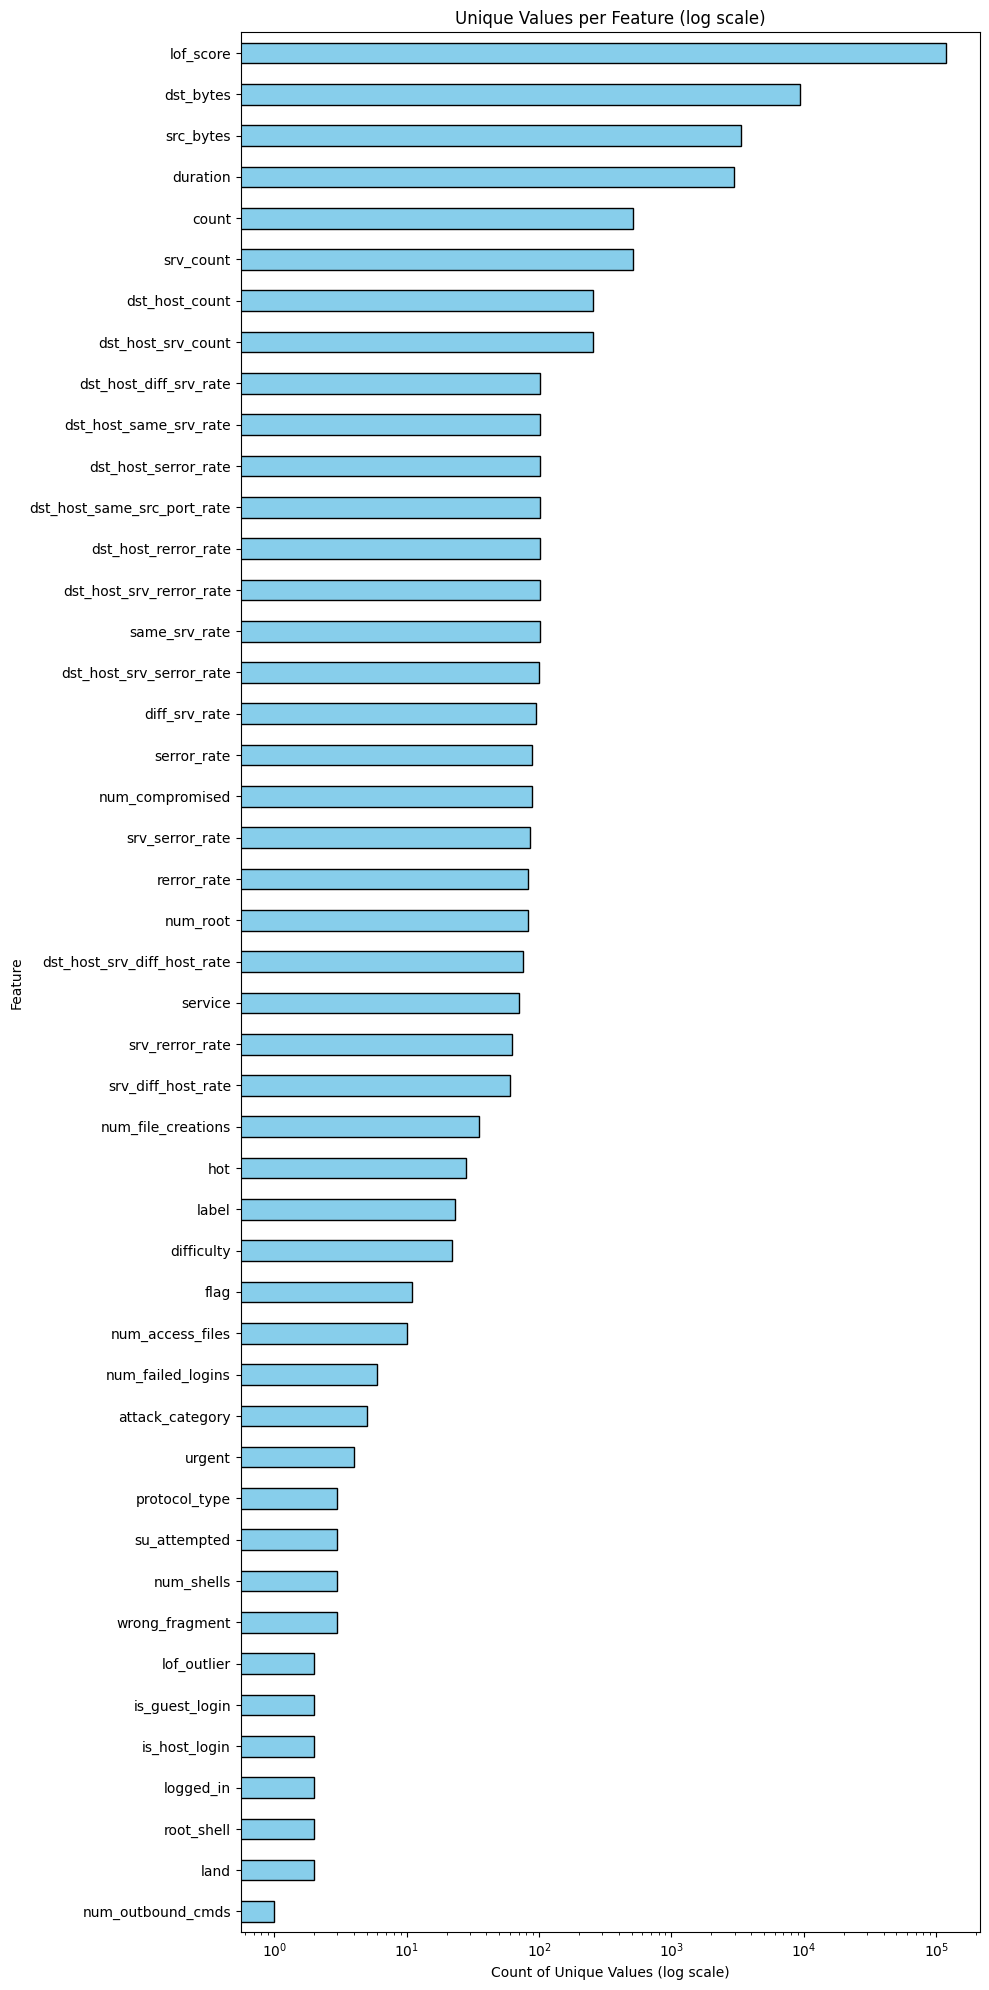 Unique Values per Feature (log scale)
Feature
lof_score
dst_bytes
src_bytes
duration
count
srv_count
dst_host_count
dst_host_srv_count
dst_host_diff_srv_rate
dst_host_same_srv_rate
dst_host_serror_rate
dst_host_same_src_port_rate
dst_host_rerror_rate
dst_host_srv_rerror_rate
same_srv_rate
dst_host_srv_serror_rate
diff_srv_rate
serror_rate
num_compromised
srv_serror_rate
rerror_rate
num_root
dst_host_srv_diff_host_rate
service
srv_rerror_rate
srv_diff_host_rate
num_file_creations
hot
label
difficulty
flag
num_access_files
num_failed_logins
attack_category
urgent
protocol_type
su_attempted
num_shells
wrong_fragment
lof_outlier
is_guest_login
is_host_login
logged_in
root_shell
land
num_outbound_cmds
10⁰ 10¹ 10² 10³ 10⁴ 10⁵
Count of Unique Values (log scale)